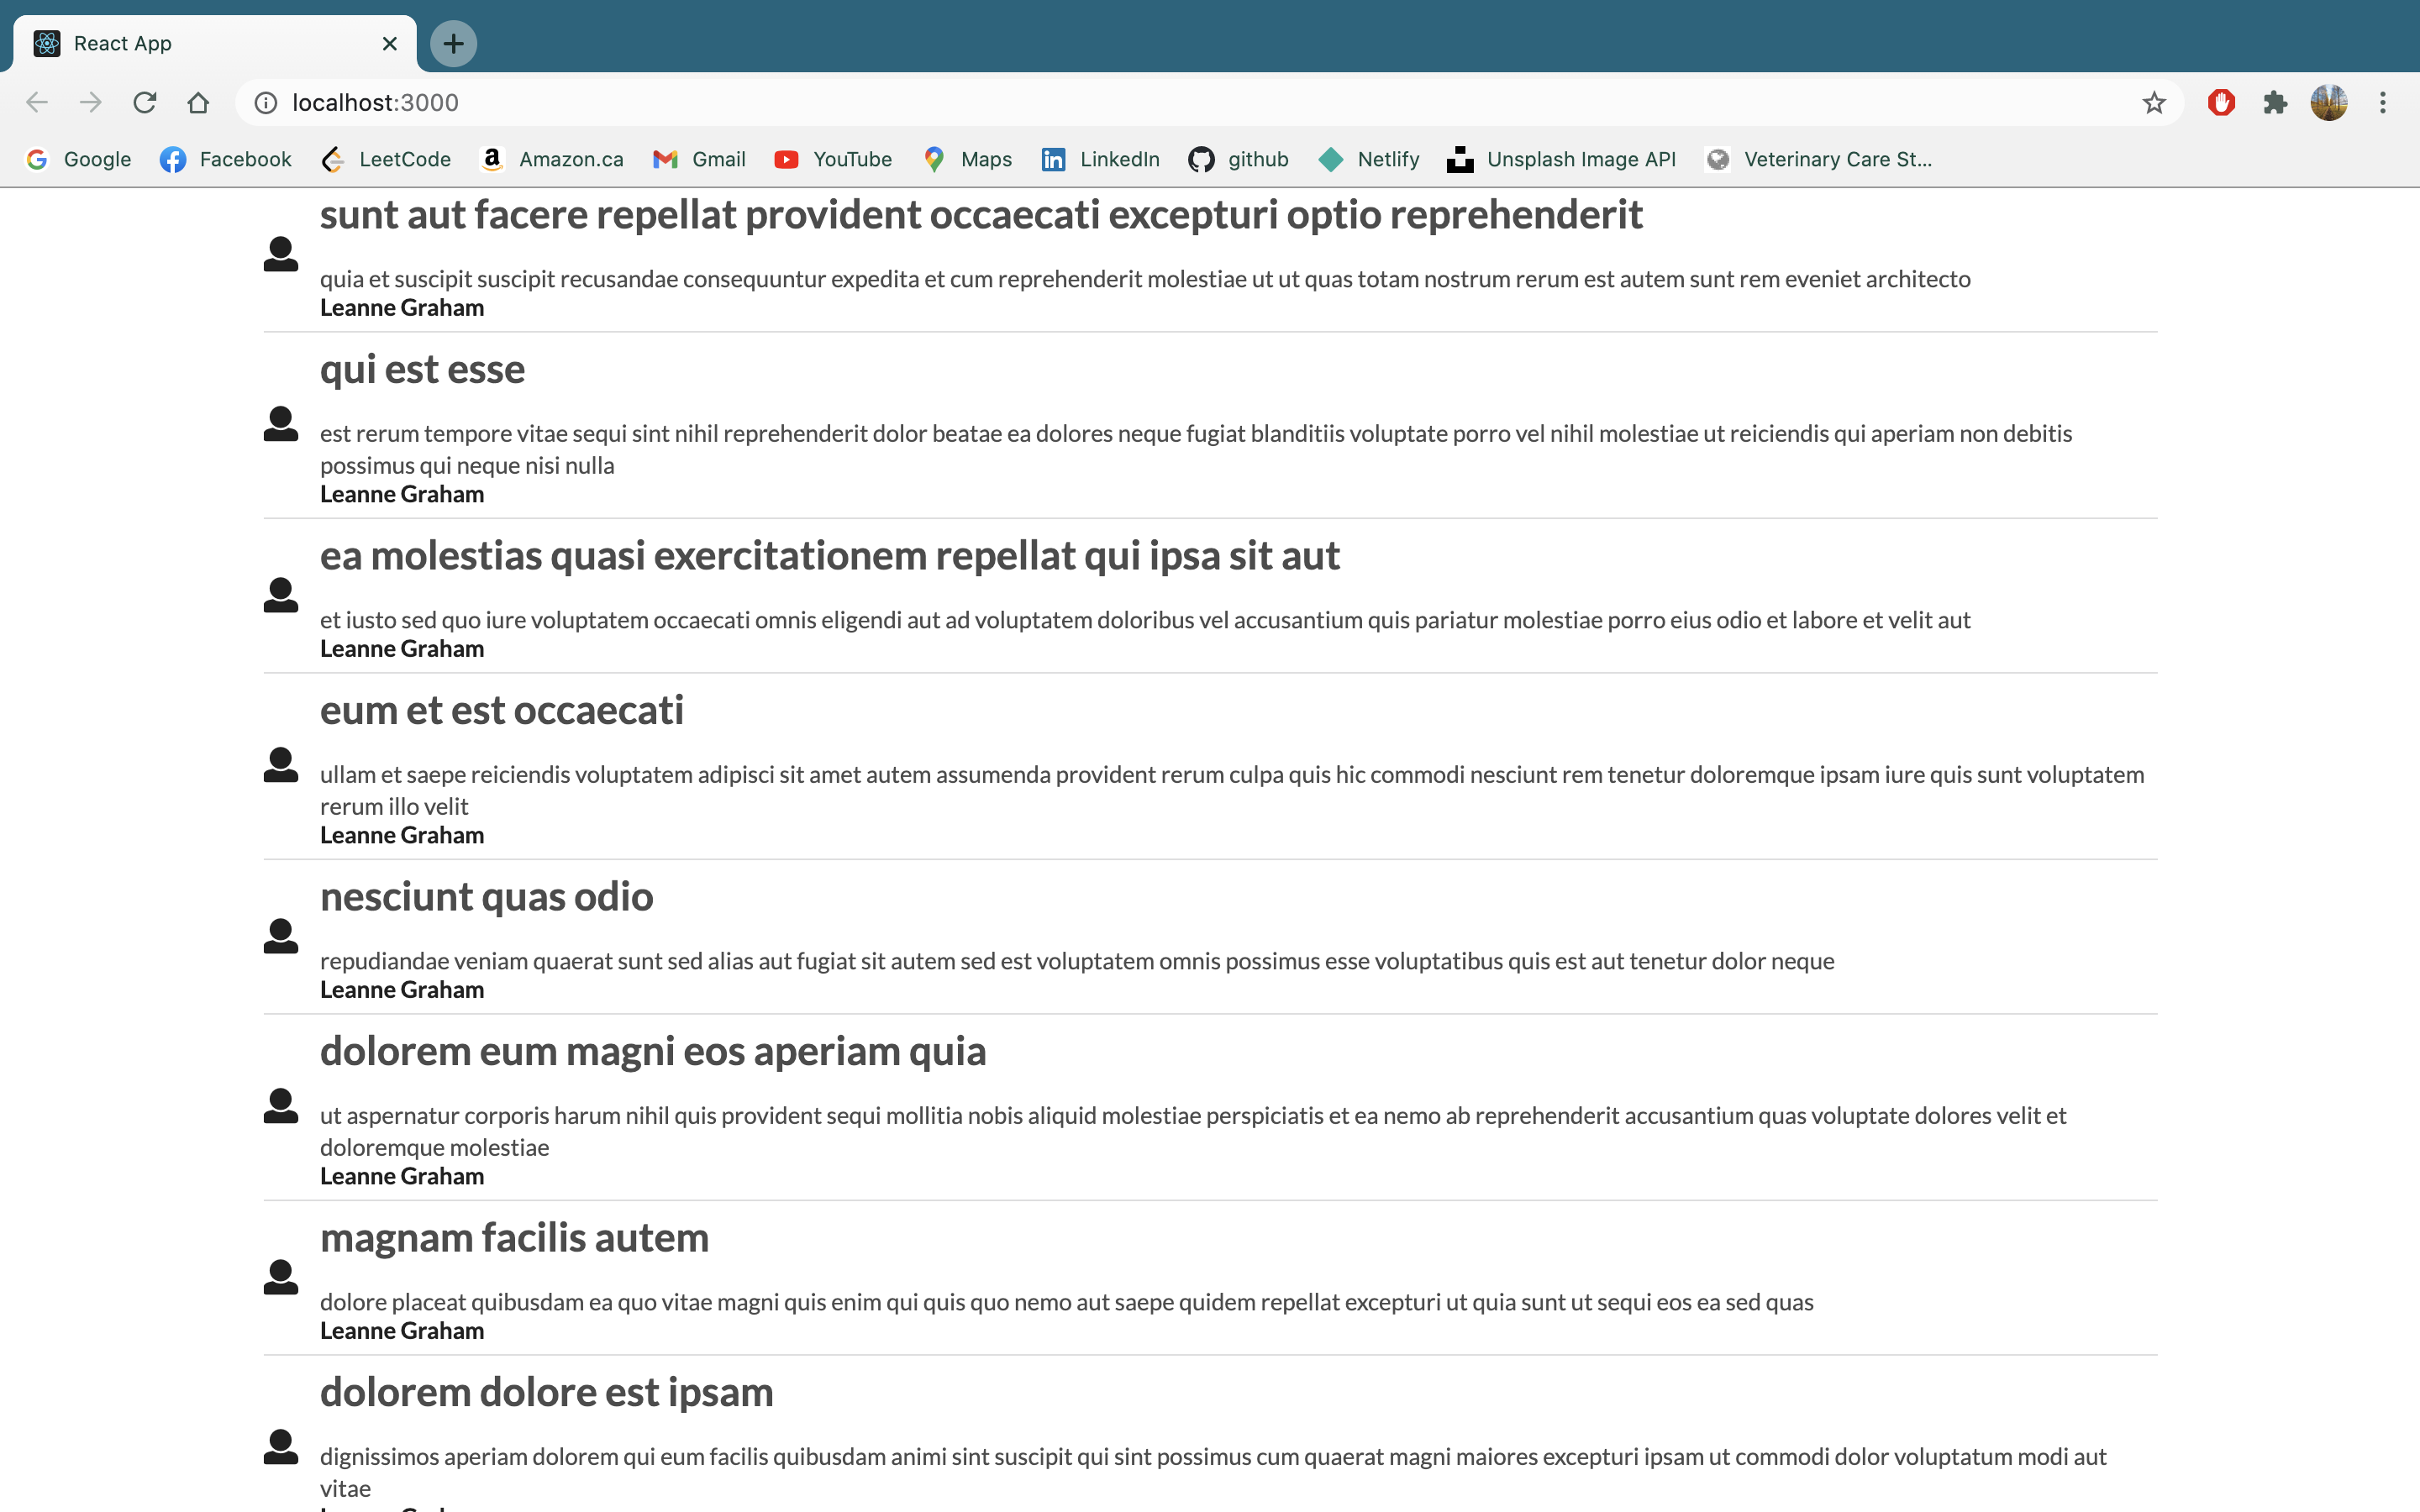 React App
localhost:3000
Google Facebook LeetCode Amazon.ca Gmail YouTube Maps LinkedIn github Netlify Unsplash Image API Veterinary Care St...
sunt aut facere repellat provident occaecati excepturi optio reprehenderit
quia et suscipit suscipit recusandae consequuntur expedita et cum reprehenderit molestiae ut ut quas totam nostrum rerum est autem sunt rem eveniet architecto
Leanne Graham
qui est esse
est rerum tempore vitae sequi sint nihil reprehenderit dolor beatae ea dolores neque fugiat blanditiis voluptate porro vel nihil molestiae ut reiciendis qui aperiam non debitis
possimus qui neque nisi nulla
Leanne Graham
ea molestias quasi exercitationem repellat qui ipsa sit aut
et iusto sed quo iure voluptatem occaecati omnis eligendi aut ad voluptatem doloribus vel accusantium quis pariatur molestiae porro eius odio et labore et velit aut
Leanne Graham
eum et est occaecati
ullam et saepe reiciendis voluptatem adipisci sit amet autem assumenda provident rerum culpa quis hic commodi nesciunt rem tenetur doloremque ipsam iure quis sunt voluptatem
rerum illo velit
Leanne Graham
nesciunt quas odio
repudiandae veniam quaerat sunt sed alias aut fugiat sit autem sed est voluptatem omnis possimus esse voluptatibus quis est aut tenetur dolor neque
Leanne Graham
dolorem eum magni eos aperiam quia
ut aspernatur corporis harum nihil quis provident sequi mollitia nobis aliquid molestiae perspiciatis et ea nemo ab reprehenderit accusantium quas voluptate dolores velit et
doloremque molestiae
Leanne Graham
magnam facilis autem
dolore placeat quibusdam ea quo vitae magni quis enim qui quis quo nemo aut saepe quidem repellat excepturi ut quia sunt ut sequi eos ea sed quas
Leanne Graham
dolorem dolore est ipsam
dignissimos aperiam dolorem qui eum facilis quibusdam animi sint suscipit qui sint possimus cum quaerat magni maiores excepturi ipsam ut commodi dolor voluptatum modi aut
vitae